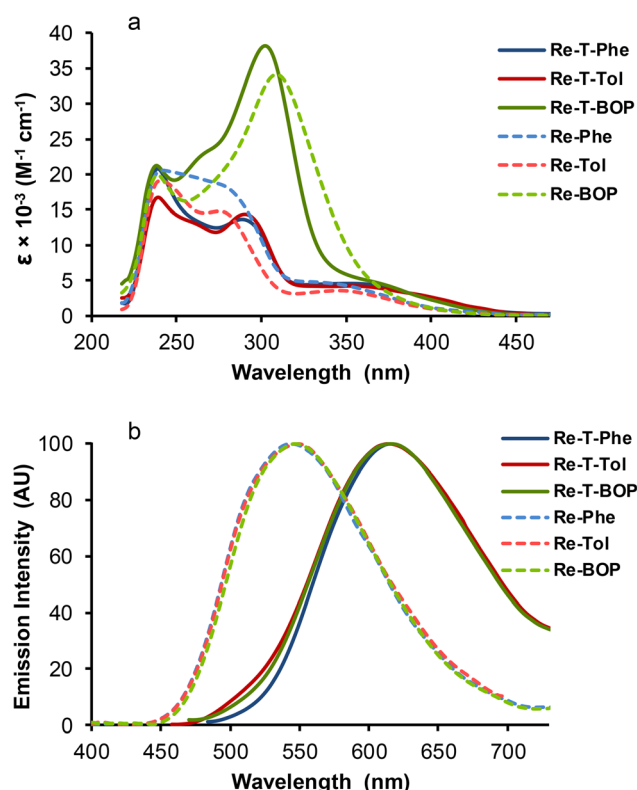 a
ε × 10⁻³ (M⁻¹ cm⁻¹)
40
35
30
25
20
15
10
5
0
200
250
300
350
400
450
Wavelength (nm)
Re-T-Phe
Re-T-Tol
Re-T-BOP
Re-Phe
Re-Tol
Re-BOP
b
Emission Intensity (AU)
100
80
60
40
20
0
400
450
500
550
600
650
700
Wavelength (nm)
Re-T-Phe
Re-T-Tol
Re-T-BOP
Re-Phe
Re-Tol
Re-BOP